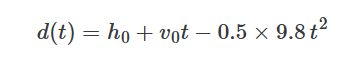 d(t) = h₀ + v₀t − 0.5 × 9.8 t²